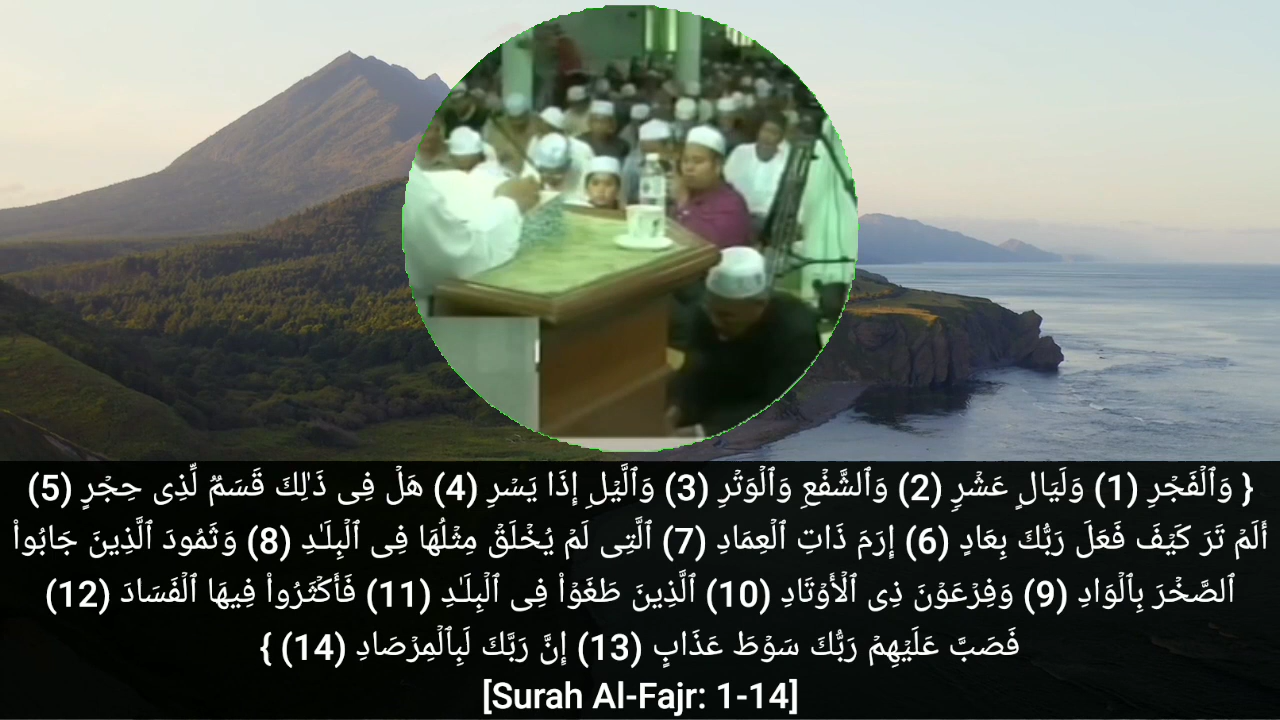 { وَٱلۡفَجۡرِ (1) وَلَيَالٍ عَشۡرٖ (2) وَٱلشَّفۡعِ وَٱلۡوَتۡرِ (3) وَٱلَّيۡلِ إِذَا يَسۡرِ (4) هَلۡ فِى ذَٰلِكَ قَسَمٞ لِّذِى حِجۡرٍ (5)
أَلَمۡ تَرَ كَيۡفَ فَعَلَ رَبُّكَ بِعَادٍ (6) إِرَمَ ذَاتِ ٱلۡعِمَادِ (7) ٱلَّتِى لَمۡ يُخۡلَقۡ مِثۡلُهَا فِى ٱلۡبِلَـٰدِ (8) وَثَمُودَ ٱلَّذِينَ جَابُواْ
ٱلصَّخۡرَ بِٱلۡوَادِ (9) وَفِرۡعَوۡنَ ذِى ٱلۡأَوۡتَادِ (10) ٱلَّذِينَ طَغَوۡاْ فِى ٱلۡبِلَـٰدِ (11) فَأَكۡثَرُواْ فِيهَا ٱلۡفَسَادَ (12)
فَصَبَّ عَلَيۡهِمۡ رَبُّكَ سَوۡطَ عَذَابٍ (13) إِنَّ رَبَّكَ لَبِٱلۡمِرۡصَادِ (14) }
[Surah Al-Fajr: 1-14]